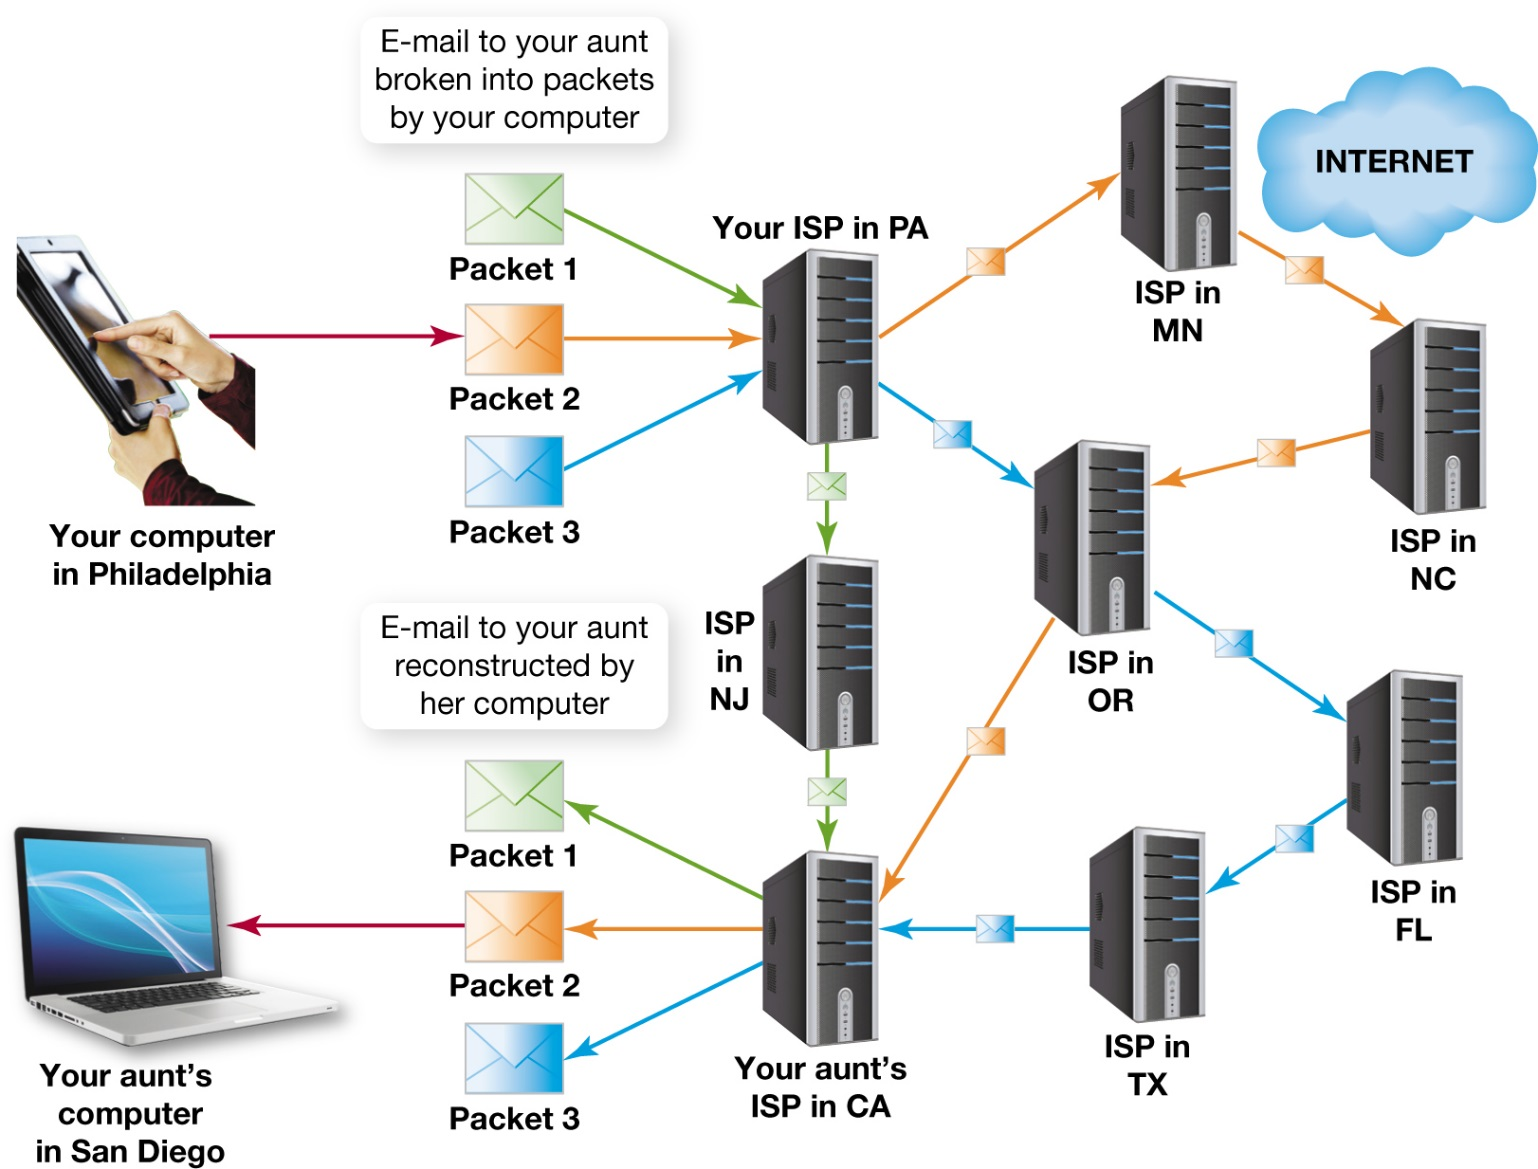 E-mail to your aunt
broken into packets
by your computer
INTERNET
Your ISP in PA
Packet 1
ISP in
MN
Packet 2
Packet 3
Your computer
in Philadelphia
ISP in
NC
E-mail to your aunt
reconstructed by
her computer
ISP
in
NJ
ISP in
OR
Packet 1
ISP in
FL
Packet 2
ISP in
TX
Your aunt’s
computer
in San Diego
Packet 3
Your aunt’s
ISP in CA